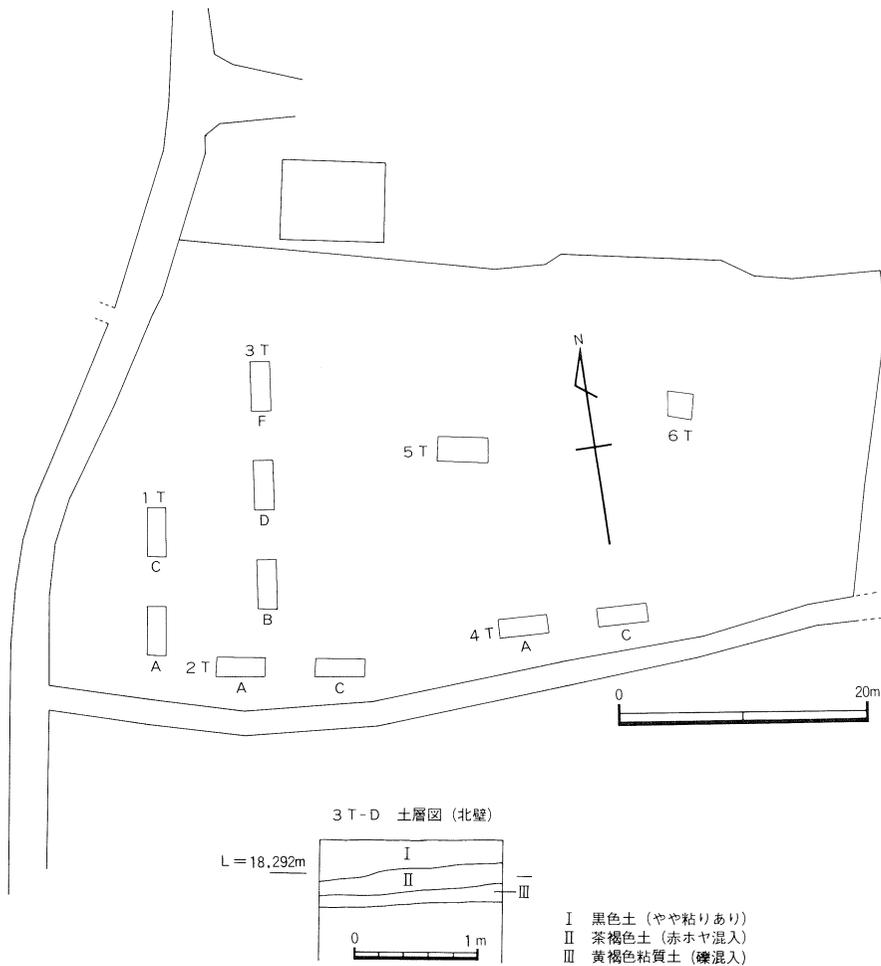 N
3 T
F
6 T
5 T
D
1 T
C
B
A
2 T
A
C
4 T
A
C
0 20m
3 T-D 土層図 (北壁)
L=18.292m
I
II
III
0 1m
I 黒色土 (やや粘りあり)
II 茶褐色土 (赤ホヤ混入)
III 黄褐色粘質土 (礫混入)